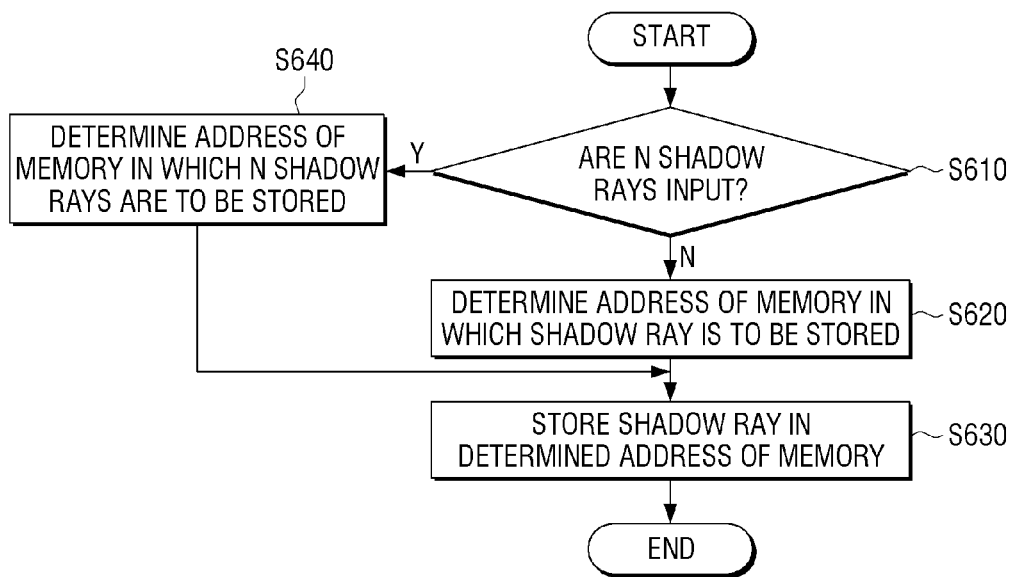 START
S640
DETERMINE ADDRESS OF
MEMORY IN WHICH N SHADOW
RAYS ARE TO BE STORED
Y
ARE N SHADOW
RAYS INPUT?
S610
N
DETERMINE ADDRESS OF MEMORY IN
WHICH SHADOW RAY IS TO BE STORED
S620
STORE SHADOW RAY IN
DETERMINED ADDRESS OF MEMORY
S630
END